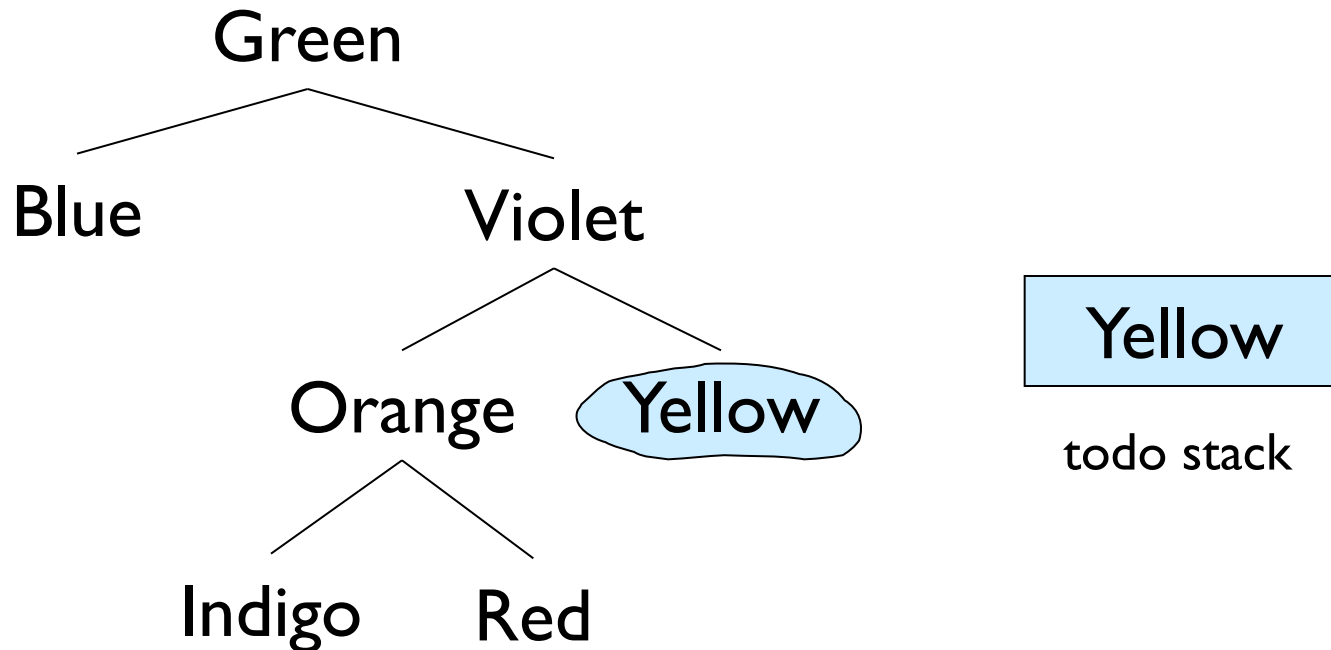 Green
Blue
Violet
Yellow
Orange
Yellow
todo stack
Indigo
Red